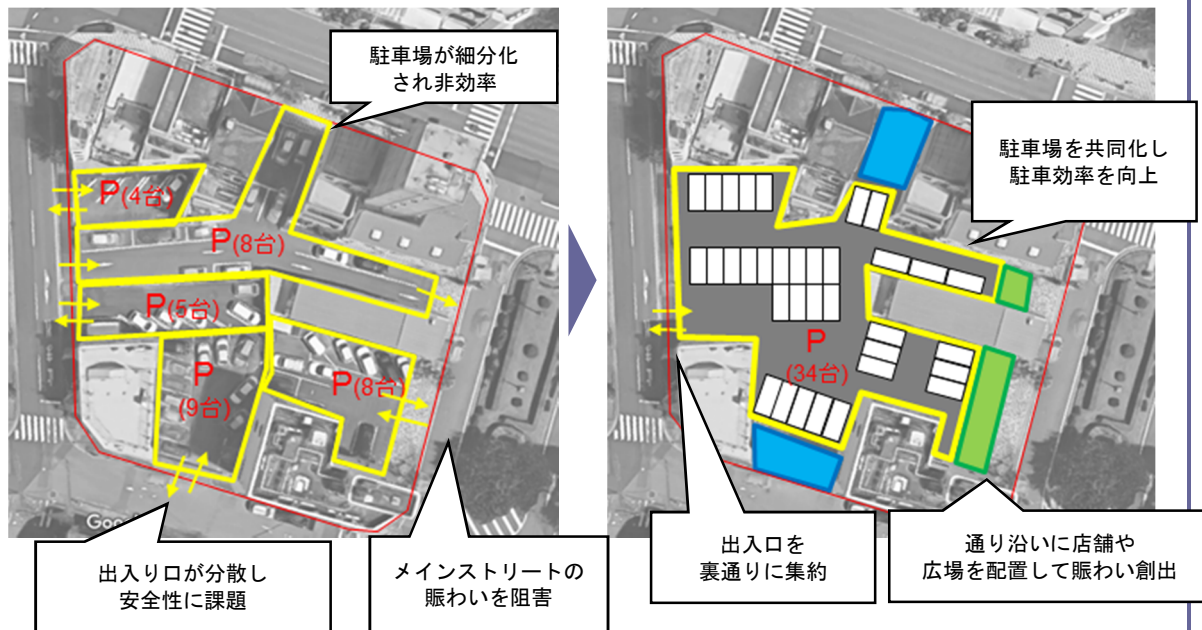 駐車場が細分化
され非効率
P(4台)
P(8台)
P(5台)
P
(9台)
P(8台)
出入り口が分散し
安全性に課題
メインストリートの
賑わいを阻害
駐車場を共同化し
駐車効率を向上
P
(34台)
出入口を
裏通りに集約
通り沿いに店舗や
広場を配置して賑わい創出